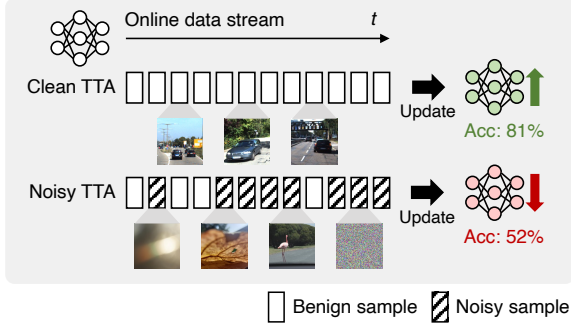 Online data stream t
Clean TTA
Update
Acc: 81%
Noisy TTA
Update
Acc: 52%
Benign sample Noisy sample